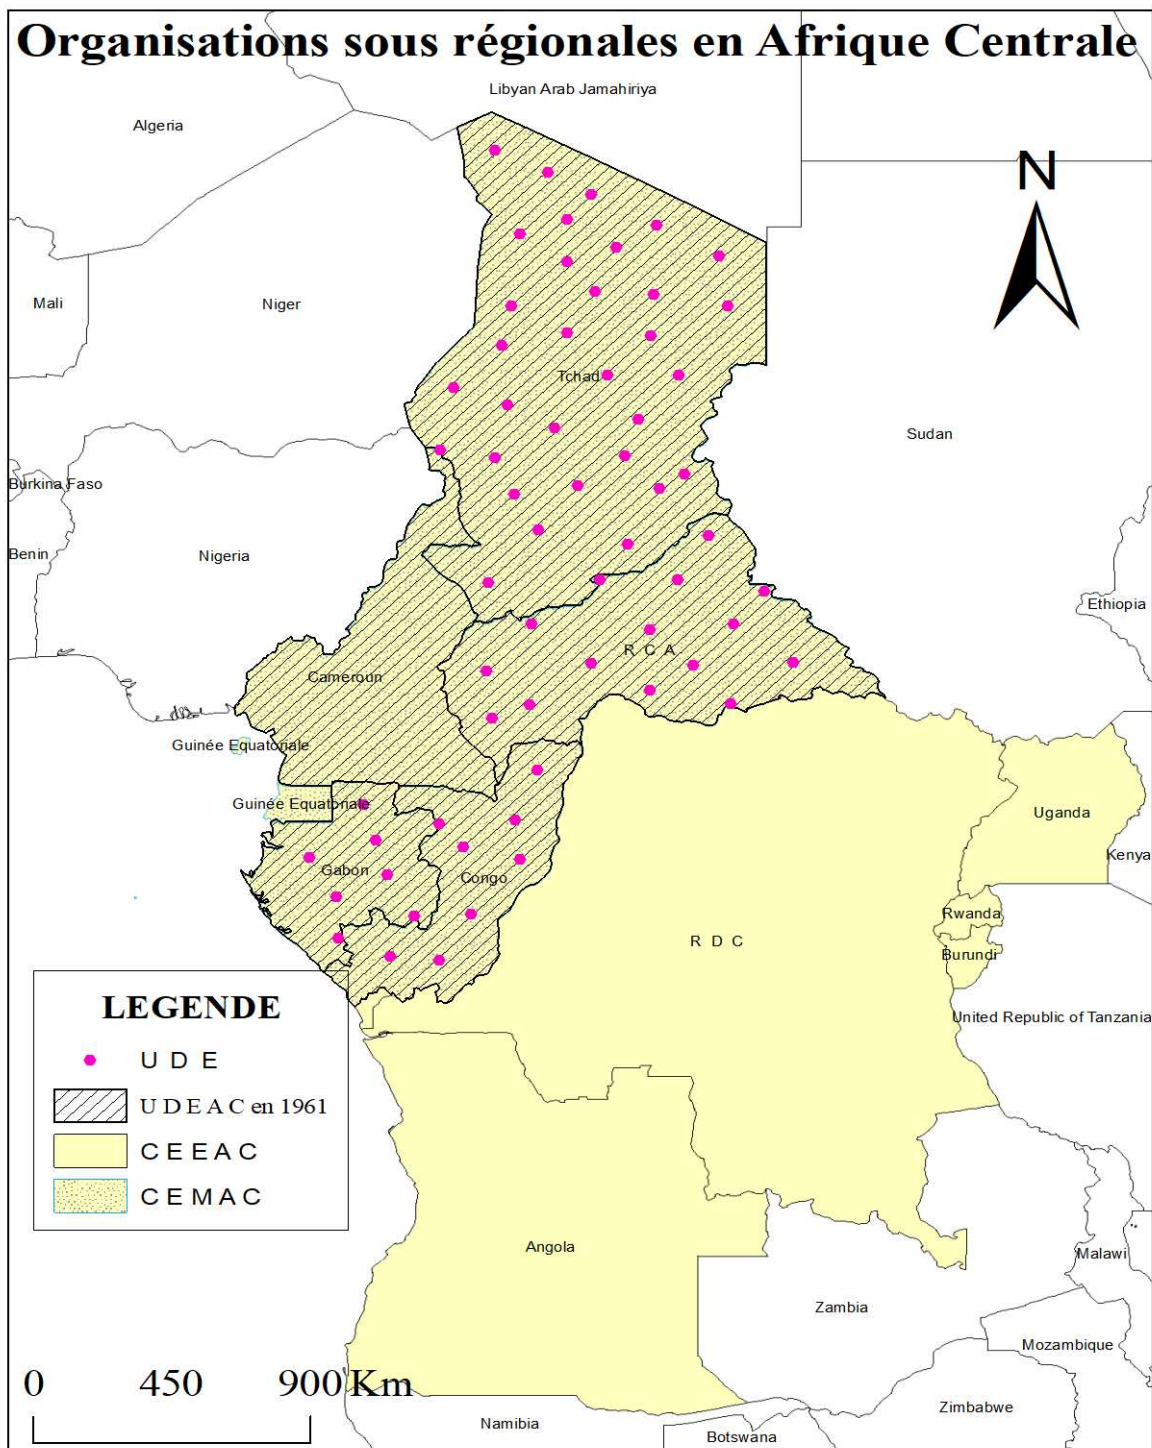 Organisations sous régionales en Afrique Centrale
Libyan Arab Jamahiriya
Algeria
N
Mali
Niger
Tchad
Sudan
Burkina Faso
Benin
Nigeria
Ethiopia
R C A
Cameroun
Guinée Equatoriale
Guinée Equatoriale
Uganda
Kenya
Gabon
Congo
Rwanda
R D C
Burundi
United Republic of Tanzania
LEGENDE
U D E
U D E A C en 1961
C E E A C
C E M A C
Angola
Malawi
Zambia
Mozambique
0 450 900 Km
Zimbabwe
Namibia
Botswana